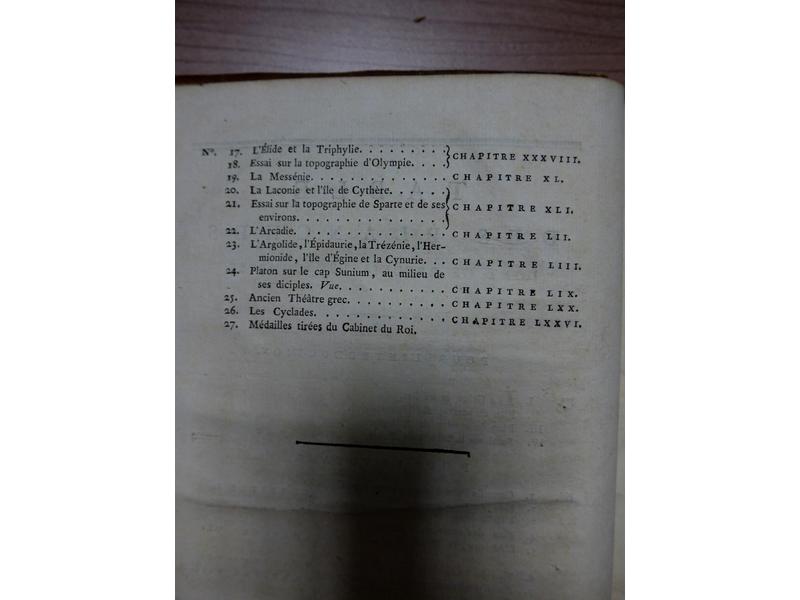 N°. 17. L'Élide et la Triphylie. . . . . . . . .
18. Essai sur la topographie d'Olympie. . . . } CHAPITRE XXXVIII.
19. La Messénie. . . . . . . . . . . . . . CHAPITRE XL.
20. La Laconie et l'île de Cythère. . . . . .
21. Essai sur la topographie de Sparte et de ses } CHAPITRE XLI.
environs. . . . . . . . . . . . . . .
22. L'Arcadie. . . . . . . . . . . . . . . CHAPITRE LII.
23. L'Argolide, l'Épidaurie, la Trézénie, l'Her-
mionide, l'île d'Égine et la Cynurie. . . CHAPITRE LIII.
24. Platon sur le cap Sunium, au milieu de
ses diciples. Vue. . . . . . . . . . . CHAPITRE LIX.
25. Ancien Théâtre grec. . . . . . . . . . CHAPITRE LXX.
26. Les Cyclades. . . . . . . . . . . . . CHAPITRE LXXVI.
27. Médailles tirées du Cabinet du Roi.